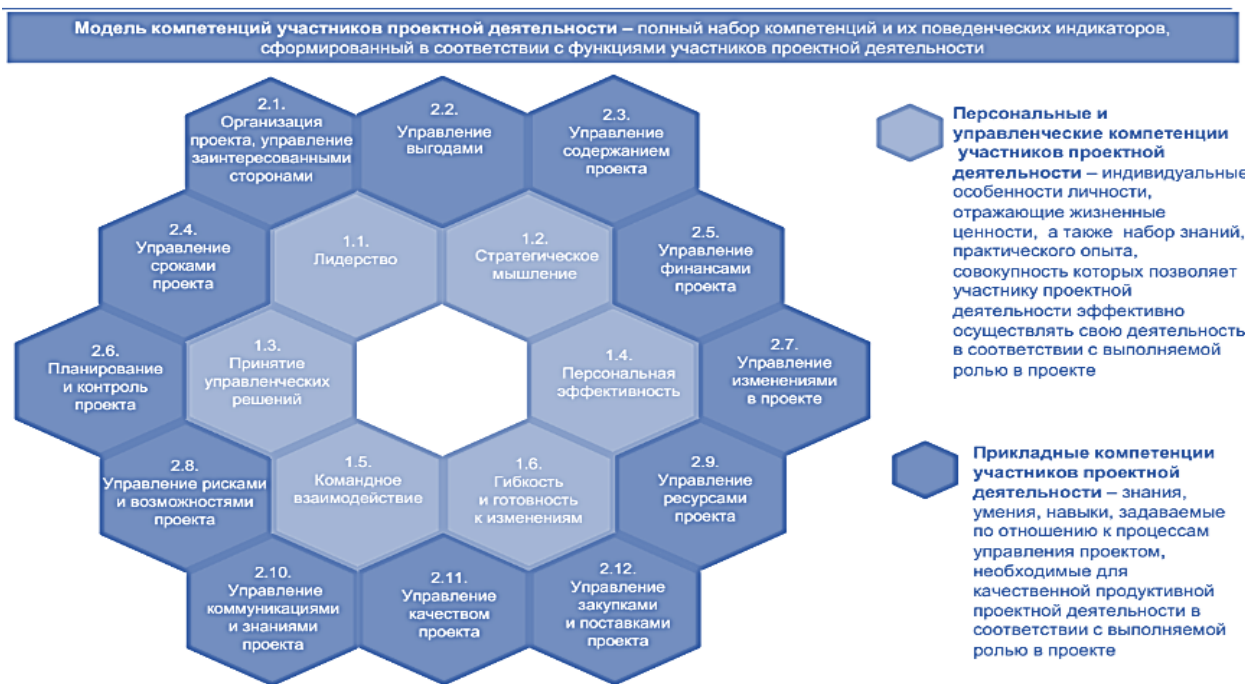 Модель компетенций участников проектной деятельности – полный набор компетенций и их поведенческих индикаторов,
сформированный в соответствии с функциями участников проектной деятельности
2.1.
Организация
проекта, управление
заинтересованными
сторонами
2.2.
Управление
выгодами
2.3.
Управление
содержанием
проекта
2.4.
Управление
сроками
проекта
1.1.
Лидерство
1.2.
Стратегическое
мышление
2.5.
Управление
финансами
проекта
2.6.
Планирование
и контроль
проекта
1.3.
Принятие
управленческих
решений
1.4.
Персональная
эффективность
2.7.
Управление
изменениями
в проекте
2.8.
Управление рисками
и возможностями
проекта
1.5.
Командное
взаимодействие
1.6.
Гибкость
и готовность
к изменениям
2.9.
Управление
ресурсами
проекта
2.10.
Управление
коммуникациями
и знаниями
проекта
2.11.
Управление
качеством
проекта
2.12.
Управление
закупками
и поставками
проекта
Персональные и
управленческие компетенции
участников проектной
деятельности – индивидуальные
особенности личности,
отражающие жизненные
ценности, а также набор знаний,
практического опыта,
совокупность которых позволяет
участнику проектной
деятельности эффективно
осуществлять свою деятельность
в соответствии с выполняемой
ролью в проекте
Прикладные компетенции
участников проектной
деятельности – знания,
умения, навыки, задаваемые
по отношению к процессам
управления проектом,
необходимые для
качественной продуктивной
проектной деятельности в
соответствии с выполняемой
ролью в проекте